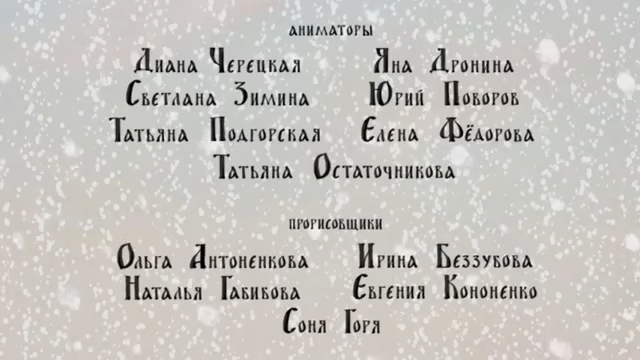 аниматоры
Диана Черецкая Яна Дронина
Светлана Зимина Юрий Поворов
Татьяна Подгорская Елена Фёдорова
Татьяна Остаточникова
прорисовщики
Ольга Антоненкова Ирина Беззубова
Наталья Габибова Евгения Кононенко
Соня Горя